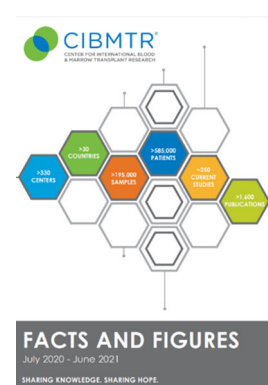 CIBMTR®
CENTER FOR INTERNATIONAL BLOOD
& MARROW TRANSPLANT RESEARCH
>330
CENTERS
>50
COUNTRIES
>195,000
SAMPLES
>585,000
PATIENTS
~250
CURRENT
STUDIES
>1,600
PUBLICATIONS
FACTS AND FIGURES
July 2020 - June 2021
SHARING KNOWLEDGE. SHARING HOPE.